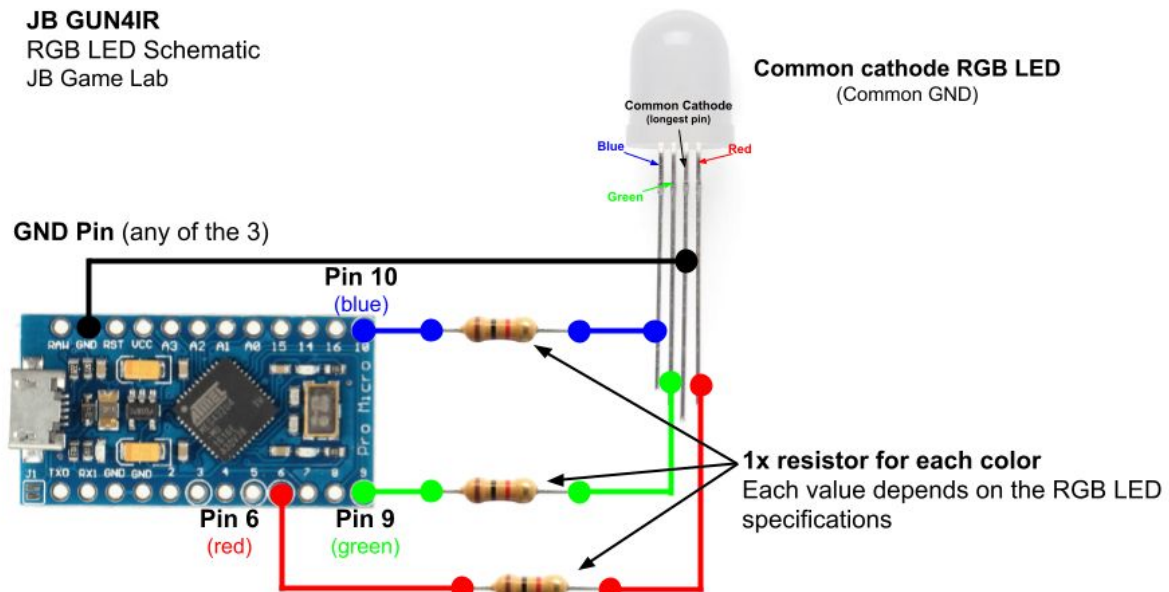 JB GUN4IR
RGB LED Schematic
JB Game Lab
Common cathode RGB LED
(Common GND)
Common Cathode
(longest pin)
Blue
Red
Green
GND Pin (any of the 3)
Pin 10
(blue)
RAW GND RST VCC A3 A2 A1 A0 15 14 16 10
Pro Micro
J1 TX0 RX1 GND GND 2 3 4 5 6 7 8 9
1x resistor for each color
Each value depends on the RGB LED
specifications
Pin 6
(red)
Pin 9
(green)